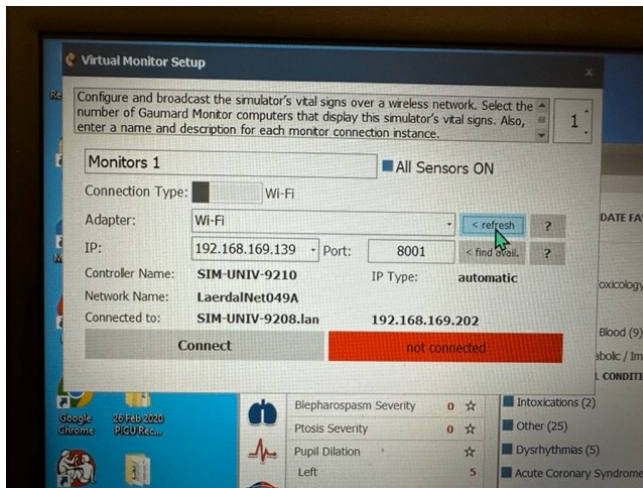 Virtual Monitor Setup
x
Configure and broadcast the simulator's vital signs over a wireless network. Select the
number of Gaumard Monitor computers that display this simulator's vital signs. Also,
enter a name and description for each monitor connection instance.
1
Monitors 1
All Sensors ON
Connection Type: Wi-Fi
Adapter: Wi-Fi < refresh ?
IP: 192.168.169.139 Port: 8001 < find avail. ?
Controller Name: SIM-UNIV-9210 IP Type: automatic
Network Name: LaerdalNet049A
Connected to: SIM-UNIV-9208.lan 192.168.169.202
Connect not connected
DATE FA
oxicology
Blood (9)
abolic / Im
L CONDITI
Google
Chrome
26 Feb 2020
PICU Rec...
Blepharospasm Severity 0
Ptosis Severity 0
Pupil Dilation
Left 5
Intoxications (2)
Other (25)
Dysrhythmias (5)
Acute Coronary Syndrome